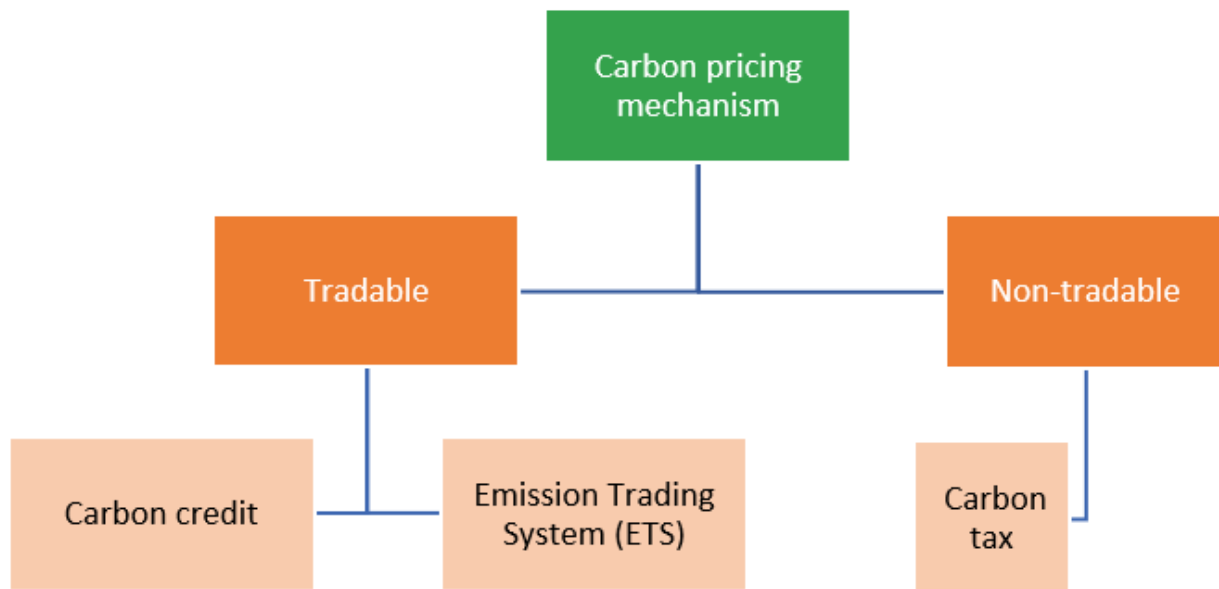 Carbon pricing
mechanism
Tradable
Non-tradable
Carbon credit
Emission Trading
System (ETS)
Carbon
tax